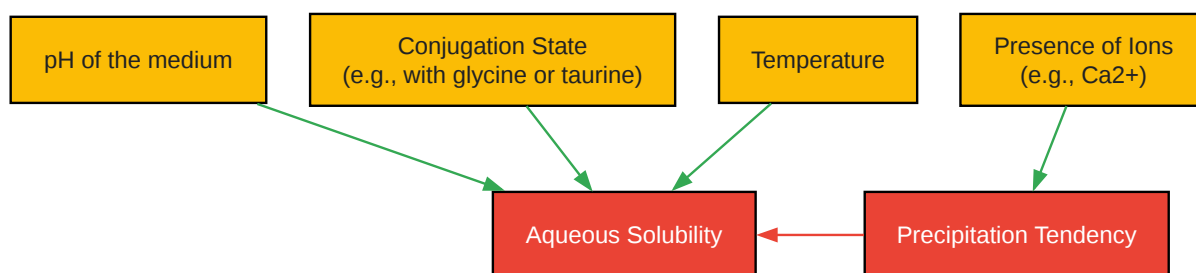 pH of the medium
Conjugation State
(e.g., with glycine or taurine)
Temperature
Presence of Ions
(e.g., Ca2+)
Aqueous Solubility
Precipitation Tendency